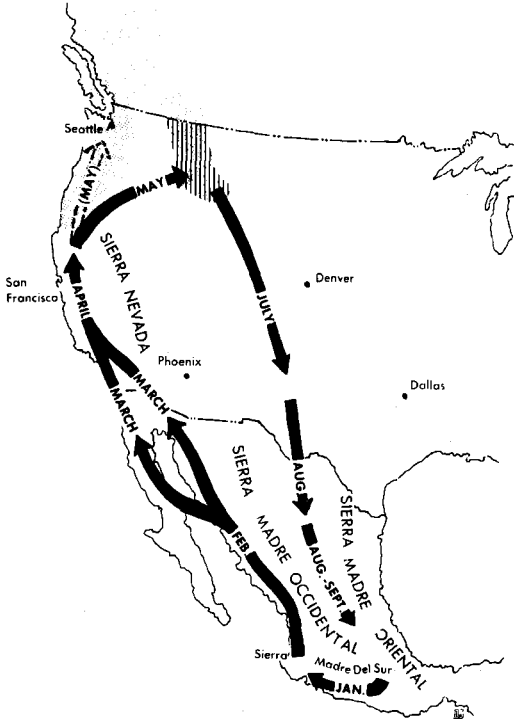 Seattle
(MAY)
MAY
SIERRA NEVADA
San
Francisco
APRIL
Denver
JULY
Phoenix
MARCH
MARCH
Dallas
SIERRA MADRE OCCIDENTAL
AUG.
SIERRA MADRE ORIENTAL
FEB.
AUG.-SEPT.
Sierra
Madre Del Sur
JAN.